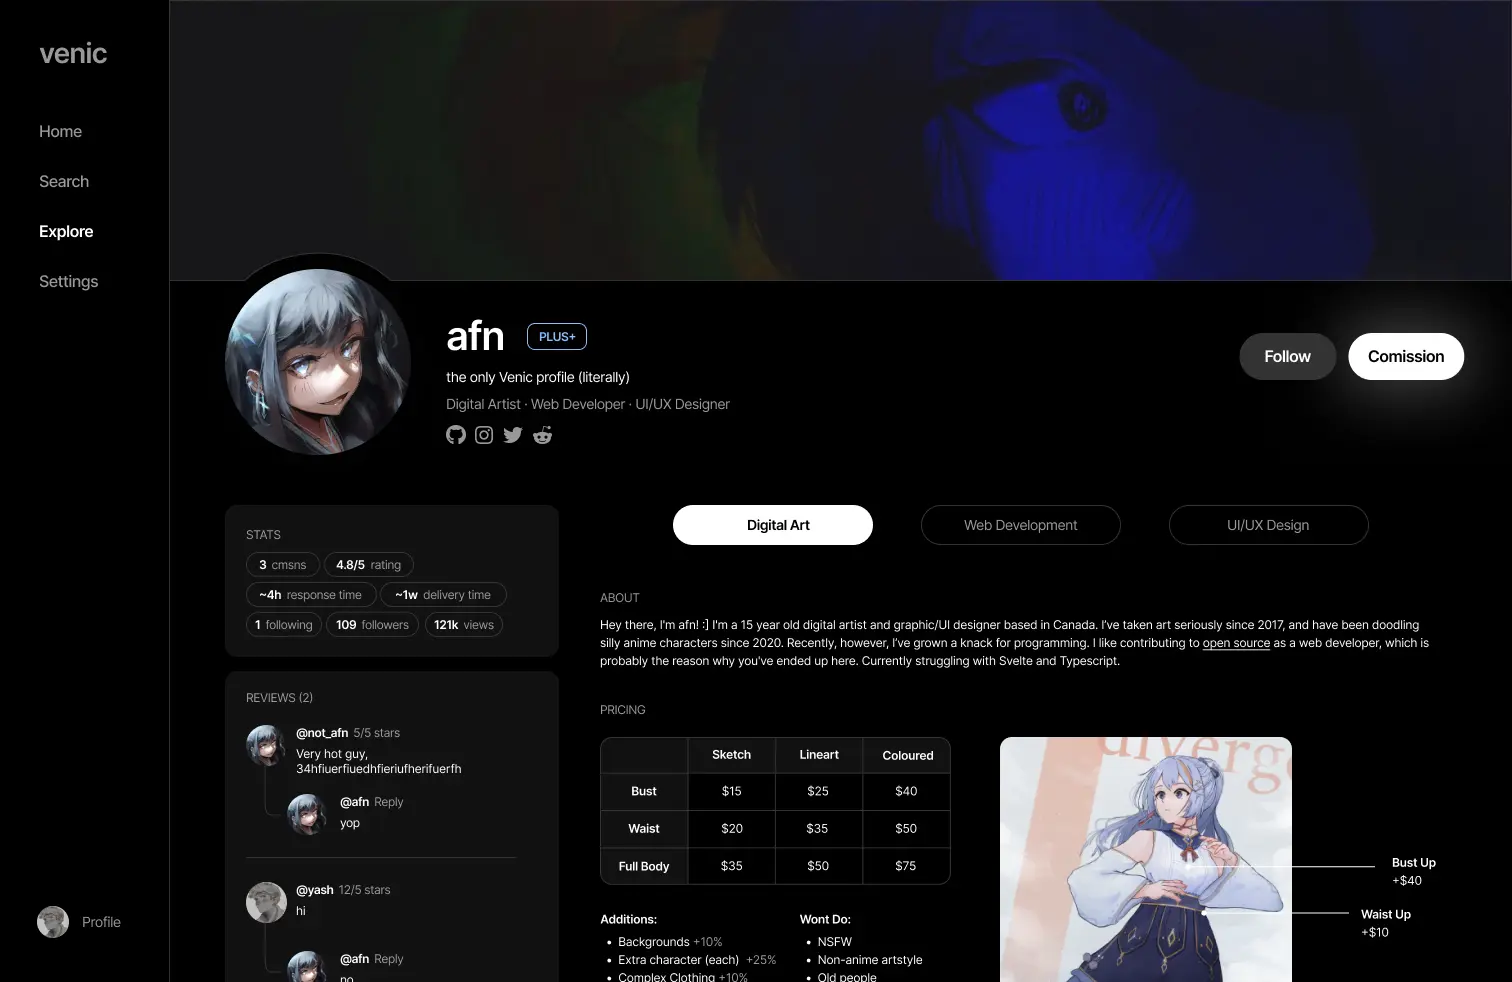 venic
Home
Search
Explore
Settings
Profile
afn PLUS+
the only Venic profile (literally)
Digital Artist · Web Developer · UI/UX Designer
Follow
Comission
STATS
3 cmsns
4.8/5 rating
~4h response time
~1w delivery time
1 following
109 followers
121k views
REVIEWS (2)
@not_afn 5/5 stars
Very hot guy,
34hfiuerfiuedhfieriufherifuerfh
@afn Reply
yop
@yash 12/5 stars
hi
@afn Reply
no
Digital Art
Web Development
UI/UX Design
ABOUT
Hey there, I'm afn! :] I'm a 15 year old digital artist and graphic/UI designer based in Canada. I've taken art seriously since 2017, and have been doodling
silly anime characters since 2020. Recently, however, I've grown a knack for programming. I like contributing to open source as a web developer, which is
probably the reason why you've ended up here. Currently struggling with Svelte and Typescript.
PRICING
Sketch Lineart Coloured
Bust $15 $25 $40
Waist $20 $35 $50
Full Body $35 $50 $75
Additions:
• Backgrounds +10%
• Extra character (each) +25%
• Complex Clothing +10%
Wont Do:
• NSFW
• Non-anime artstyle
• Old people
diverge
Bust Up
+$40
Waist Up
+$10